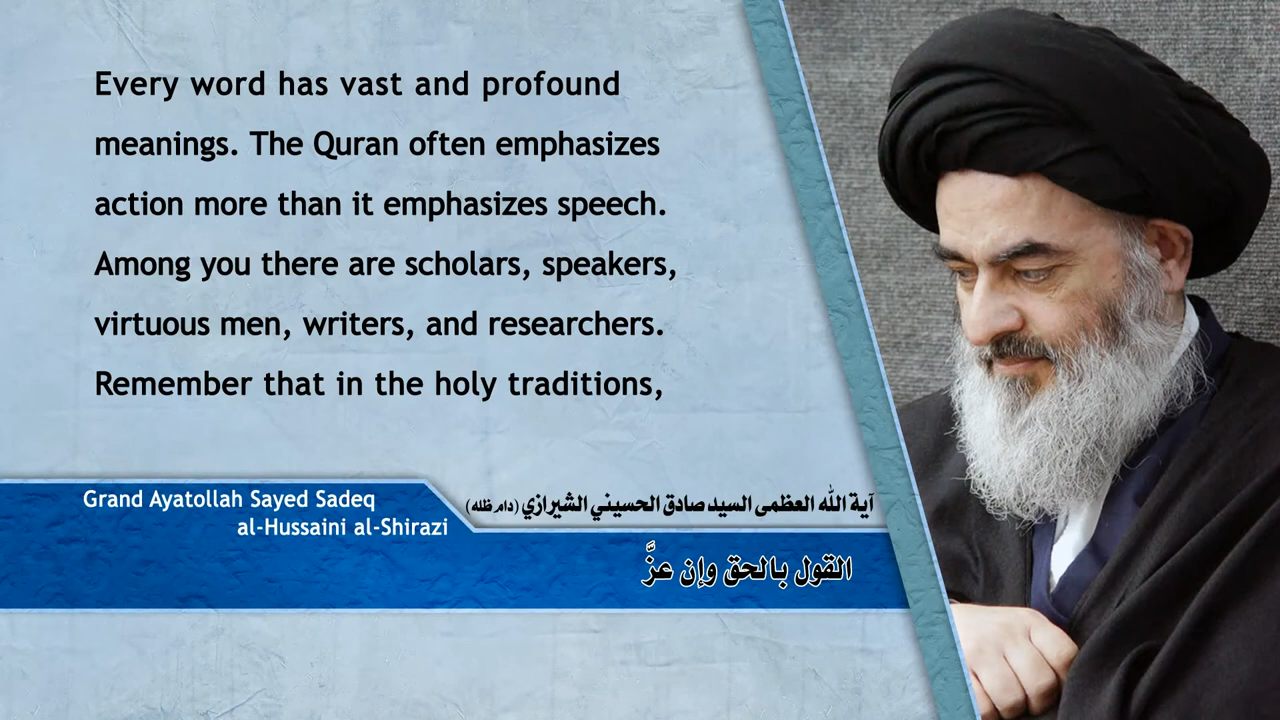 Every word has vast and profound
meanings. The Quran often emphasizes
action more than it emphasizes speech.
Among you there are scholars, speakers,
virtuous men, writers, and researchers.
Remember that in the holy traditions,
Grand Ayatollah Sayed Sadeq
al-Hussaini al-Shirazi
آية الله العظمى السيد صادق الحسيني الشيرازي (دام ظله)
القول بالحق وإن عزَّ